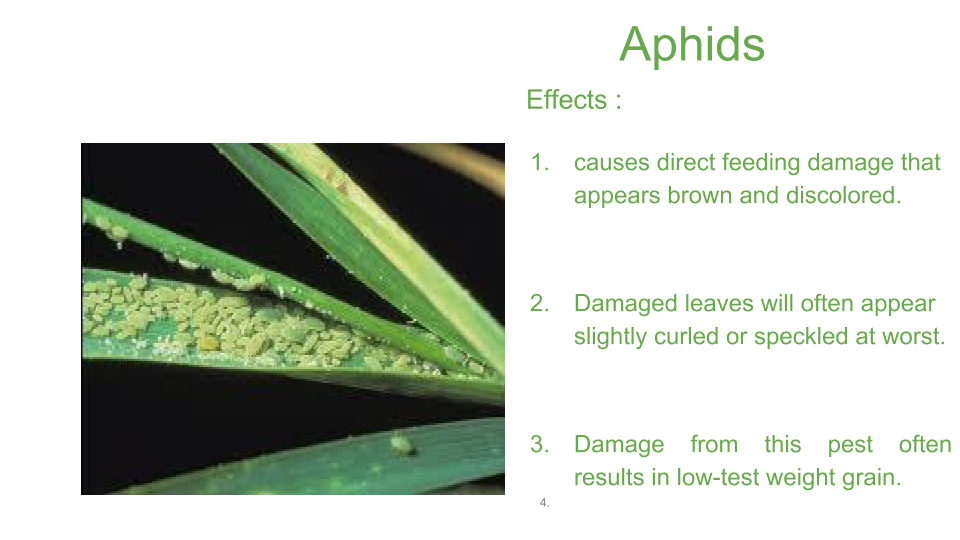 Aphids
Effects :
1. causes direct feeding damage that
appears brown and discolored.
2. Damaged leaves will often appear
slightly curled or speckled at worst.
3. Damage from this pest often
results in low-test weight grain.
4.